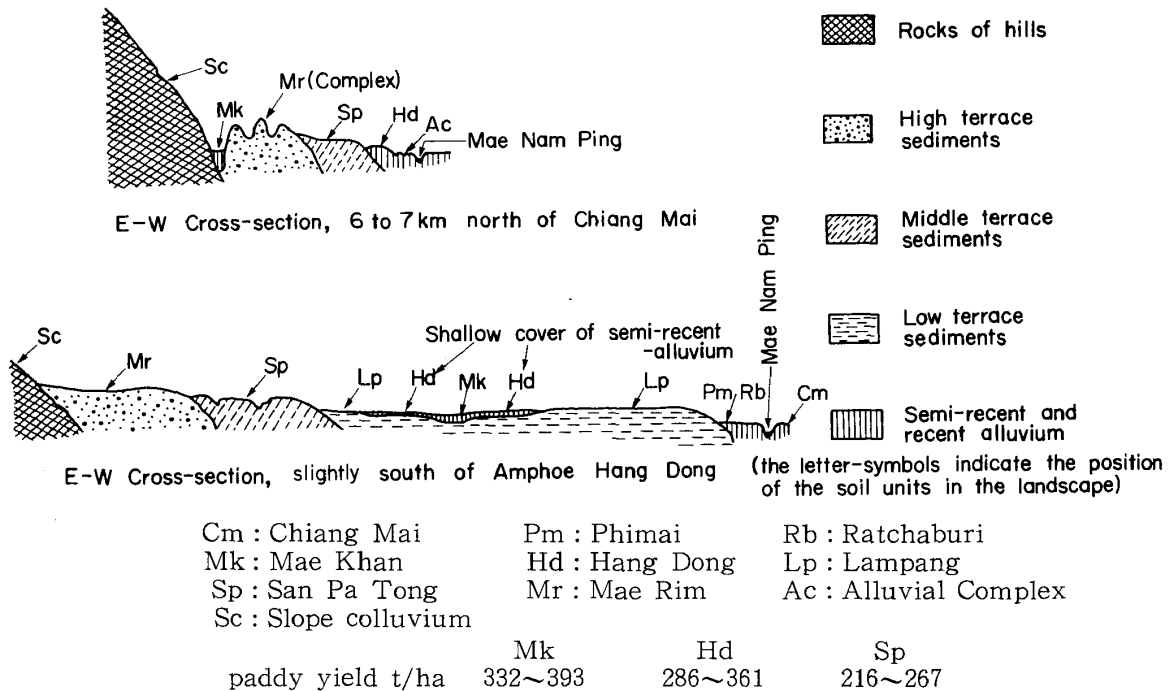 Sc
Mk
Mr (Complex)
Sp
Hd
Ac
Mae Nam Ping
E-W Cross-section, 6 to 7 km north of Chiang Mai
Rocks of hills
High terrace
sediments
Middle terrace
sediments
Low terrace
sediments
Semi-recent and
recent alluvium
Sc
Mr
Sp
Lp
Shallow cover of semi-recent
-alluvium
Hd
Mk
Hd
Lp
Pm
Rb
Mae Nam Ping
Cm
E-W Cross-section, slightly south of Amphoe Hang Dong
(the letter-symbols indicate the position
of the soil units in the landscape)
Cm : Chiang Mai Pm : Phimai Rb : Ratchaburi
Mk : Mae Khan Hd : Hang Dong Lp : Lampang
Sp : San Pa Tong Mr : Mae Rim Ac : Alluvial Complex
Sc : Slope colluvium
Mk Hd Sp
paddy yield t/ha 332~393 286~361 216~267